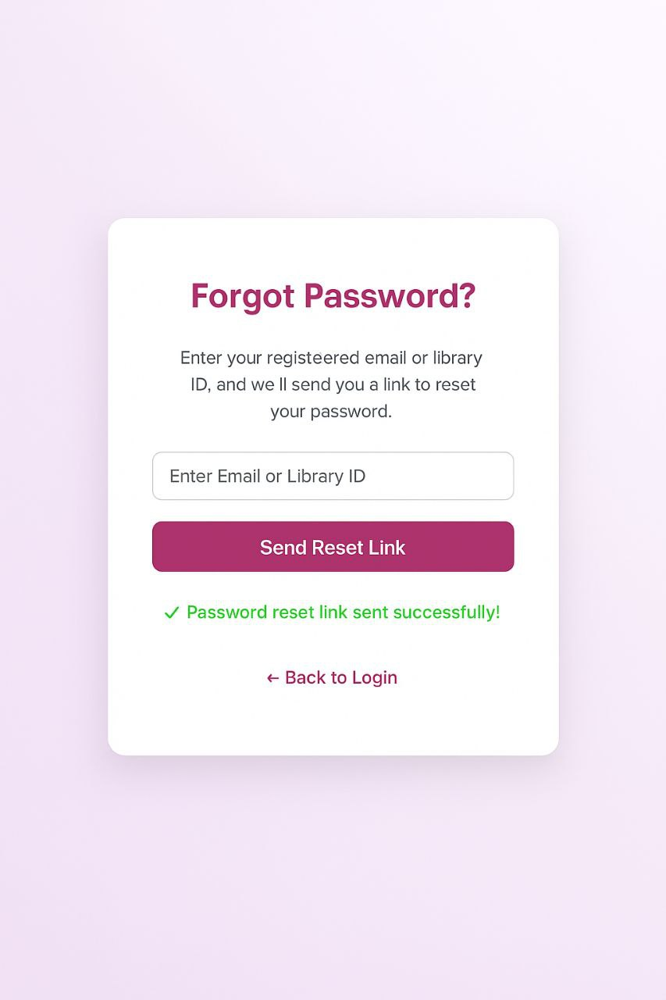 Forgot Password?
Enter your registeered email or library
ID, and we ll send you a link to reset
your password.
Enter Email or Library ID
Send Reset Link
✓ Password reset link sent successfully!
← Back to Login